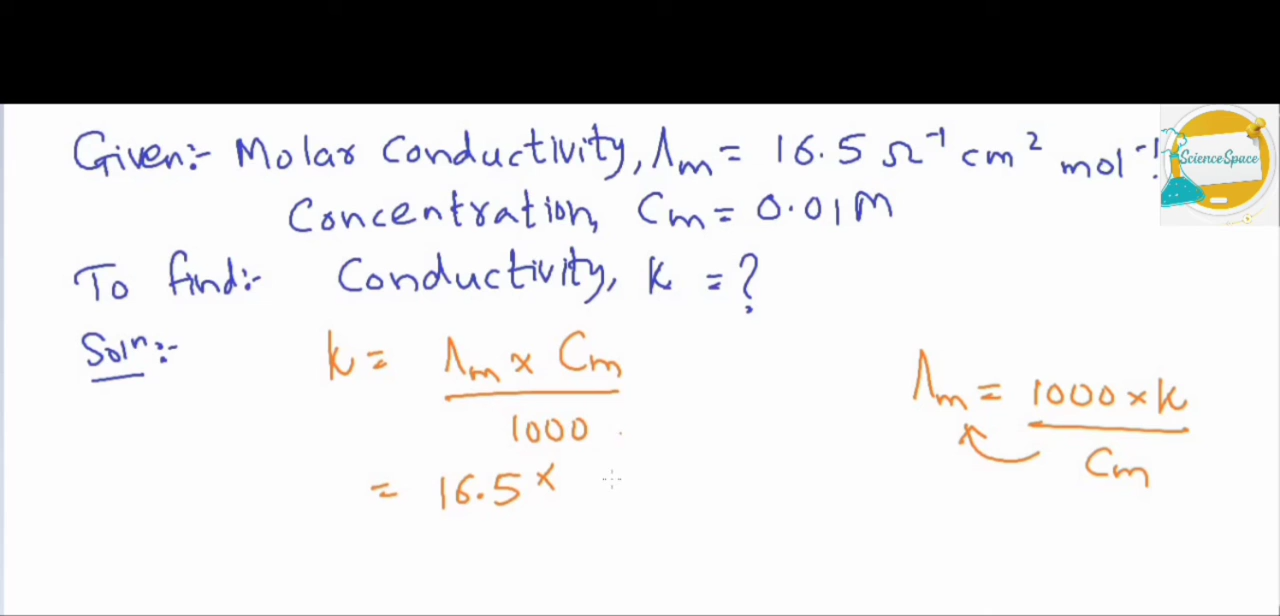 Given:- Molar Conductivity, Λm = 16.5 Ω⁻¹ cm² mol⁻¹
ScienceSpace
Concentration, Cm = 0.01M
To find:- Conductivity, k = ?
Solⁿ:-
k = Λm × Cm / 1000
= 16.5 ×
Λm = 1000 × k / Cm